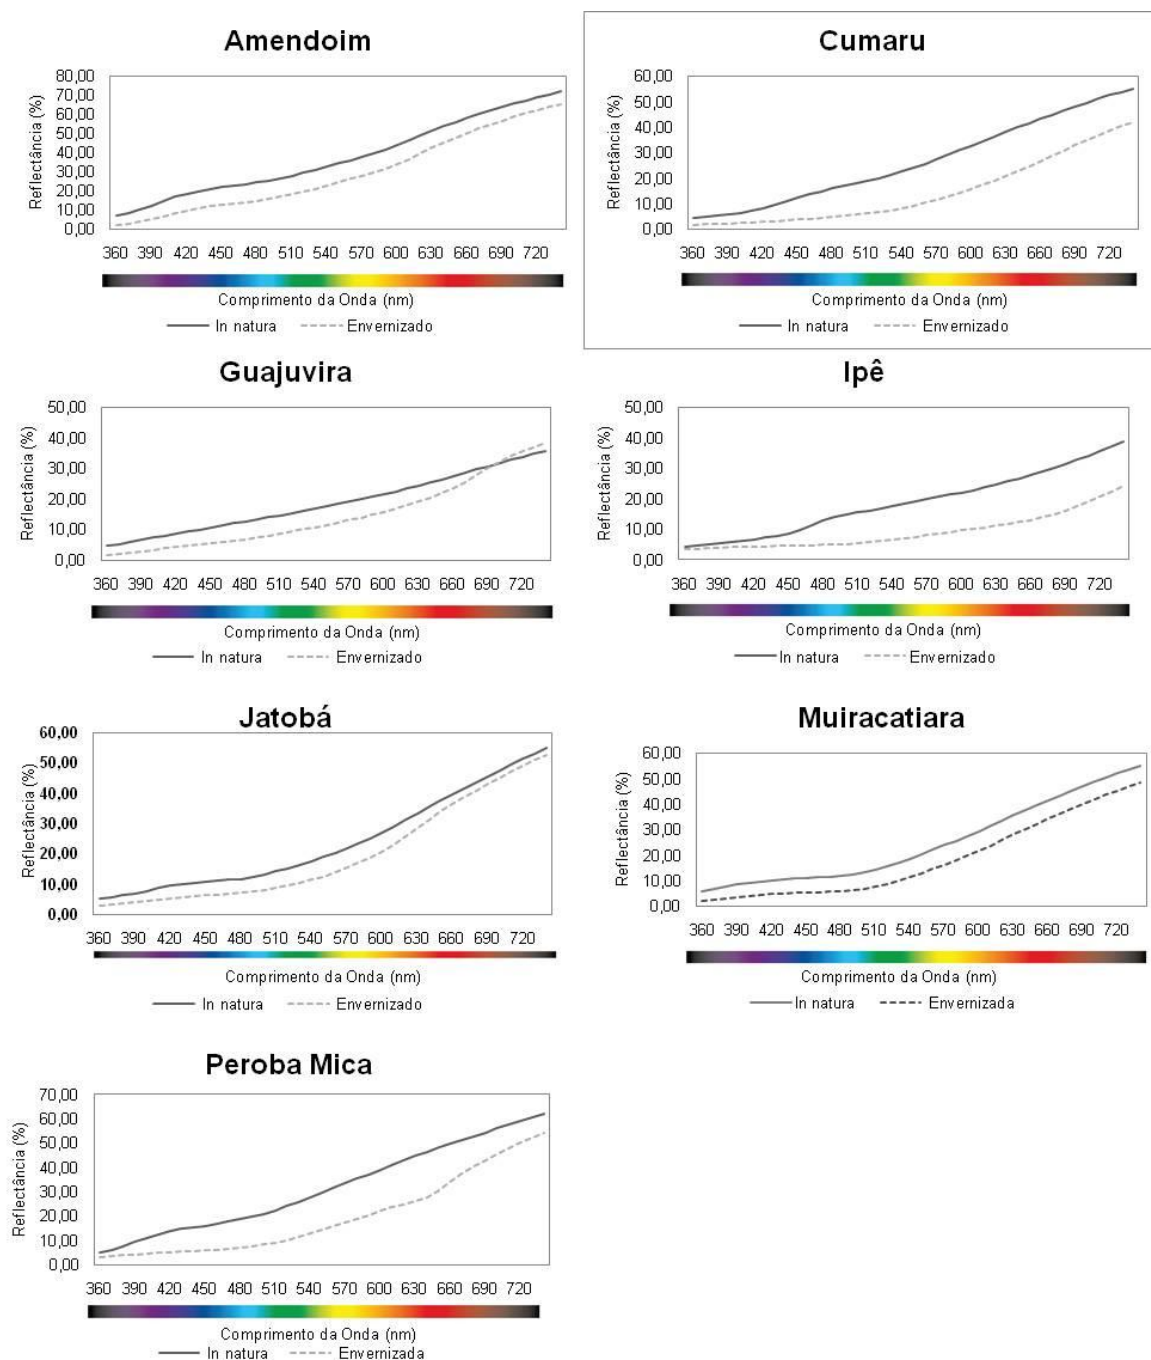 Amendoim
Reflectância (%)
80,00
70,00
60,00
50,00
40,00
30,00
20,00
10,00
0,00
360 390 420 450 480 510 540 570 600 630 660 690 720
Comprimento da Onda (nm)
In natura Envernizado
Cumaru
Reflectância (%)
60,00
50,00
40,00
30,00
20,00
10,00
0,00
360 390 420 450 480 510 540 570 600 630 660 690 720
Comprimento da Onda (nm)
In natura Envernizado
Guajuvira
Reflectância (%)
50,00
40,00
30,00
20,00
10,00
0,00
360 390 420 450 480 510 540 570 600 630 660 690 720
Comprimento da Onda (nm)
In natura Envernizado
Ipê
Reflectância (%)
50,00
40,00
30,00
20,00
10,00
0,00
360 390 420 450 480 510 540 570 600 630 660 690 720
Comprimento da Onda (nm)
In natura Envernizado
Jatobá
Reflectância (%)
60,00
50,00
40,00
30,00
20,00
10,00
0,00
360 390 420 450 480 510 540 570 600 630 660 690 720
Comprimento da Onda (nm)
In natura Envernizado
Muiracatiara
Reflectância (%)
60,00
50,00
40,00
30,00
20,00
10,00
0,00
360 390 420 450 480 510 540 570 600 630 660 690 720
Comprimento da Onda (nm)
In natura Envernizada
Peroba Mica
Reflectância (%)
70,00
60,00
50,00
40,00
30,00
20,00
10,00
0,00
360 390 420 450 480 510 540 570 600 630 660 690 720
Comprimento da Onda (nm)
In natura Envernizada